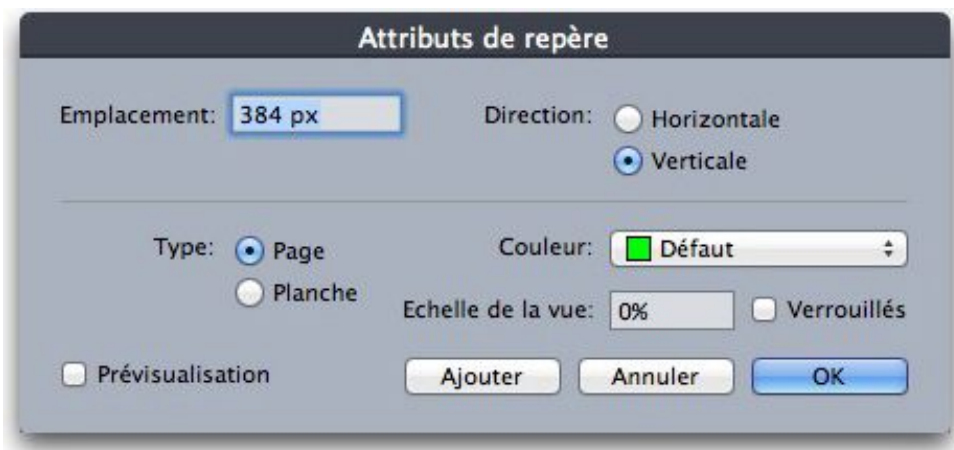 Attributs de repère
Emplacement: 384 px
Direction: Horizontale
Verticale
Type: Page
Planche
Couleur: Défaut
Echelle de la vue: 0% Verrouillés
Prévisualisation Ajouter Annuler OK